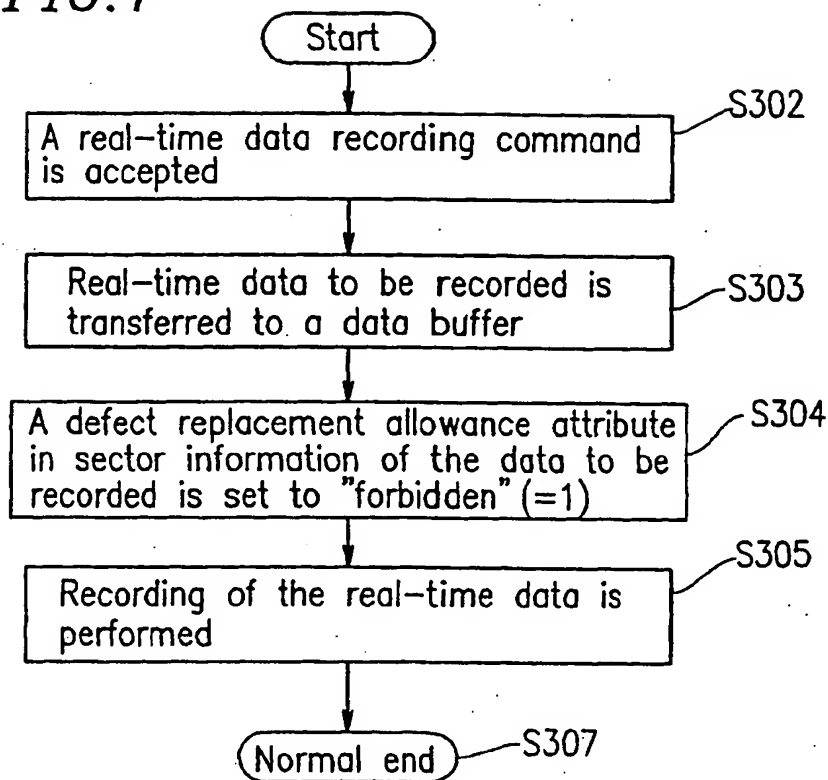 Start
A real-time data recording command
is accepted
S302
Real-time data to be recorded is
transferred to a data buffer
S303
A defect replacement allowance attribute
in sector information of the data to be
recorded is set to "forbidden" (=1)
S304
Recording of the real-time data is
performed
S305
Normal end
S307